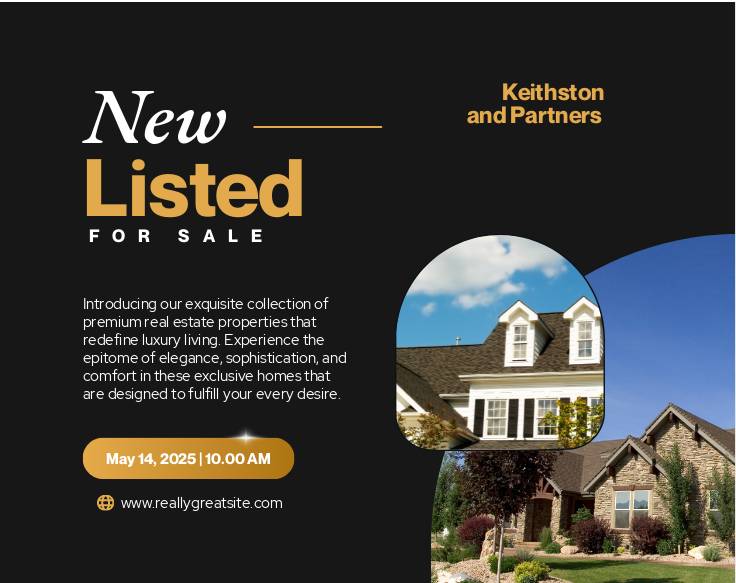 New
Listed
FOR SALE
Keithston
and Partners
Introducing our exquisite collection of
premium real estate properties that
redefine luxury living. Experience the
epitome of elegance, sophistication, and
comfort in these exclusive homes that
are designed to fulfill your every desire.
May 14, 2025 | 10.00 AM
www.reallygreatsite.com